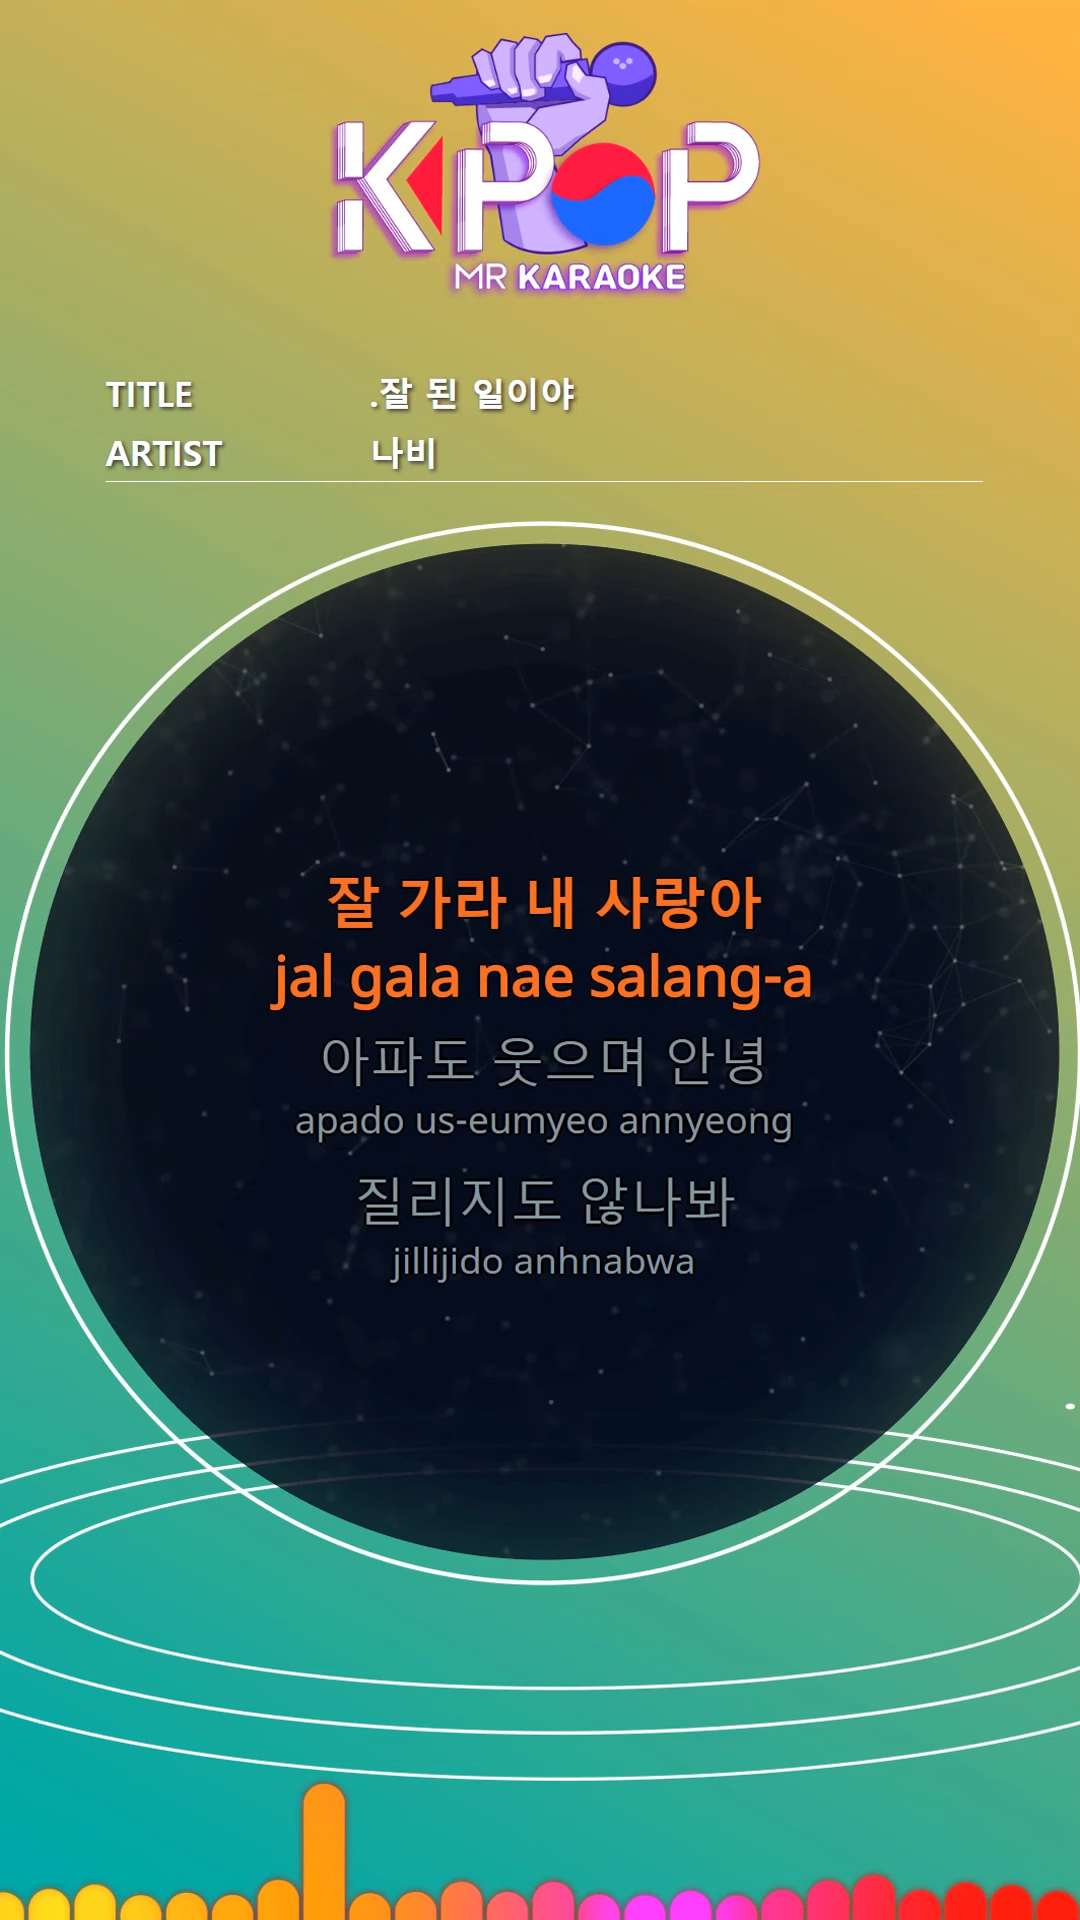 KPOP
MR KARAOKE
TITLE .잘 된 일이야
ARTIST 나비
잘 가라 내 사랑아
jal gala nae salang-a
아파도 웃으며 안녕
apado us-eumyeo annyeong
질리지도 않나봐
jillijido anhnabwa